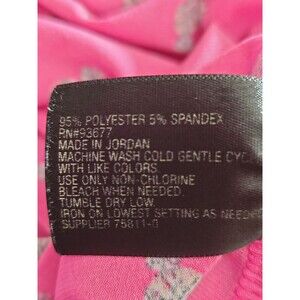 95% POLYESTER 5% SPANDEX
RN#93677
MADE IN JORDAN
MACHINE WASH COLD GENTLE CYC
WITH LIKE COLORS
USE ONLY NON-CHLORINE
BLEACH WHEN NEEDED
TUMBLE DRY LOW
IRON ON LOWEST SETTING AS NEEDE
SUPPLIER 75811-0